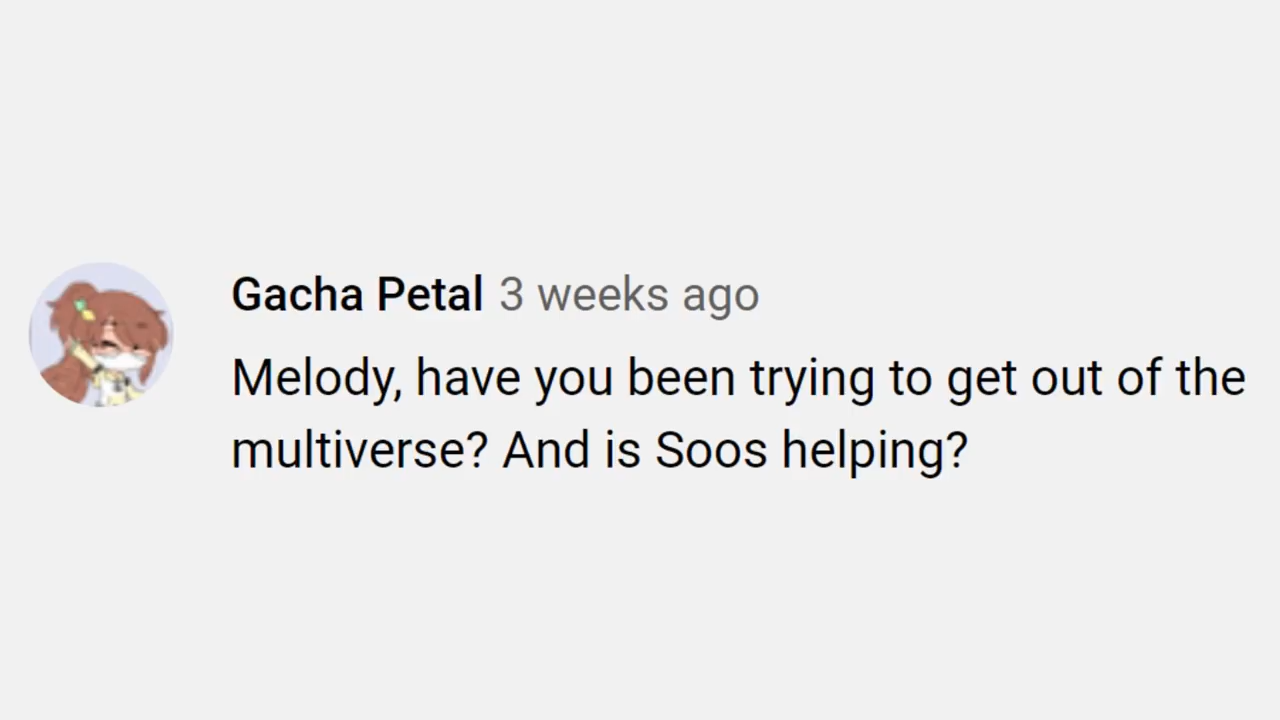 Gacha Petal 3 weeks ago
Melody, have you been trying to get out of the
multiverse? And is Soos helping?